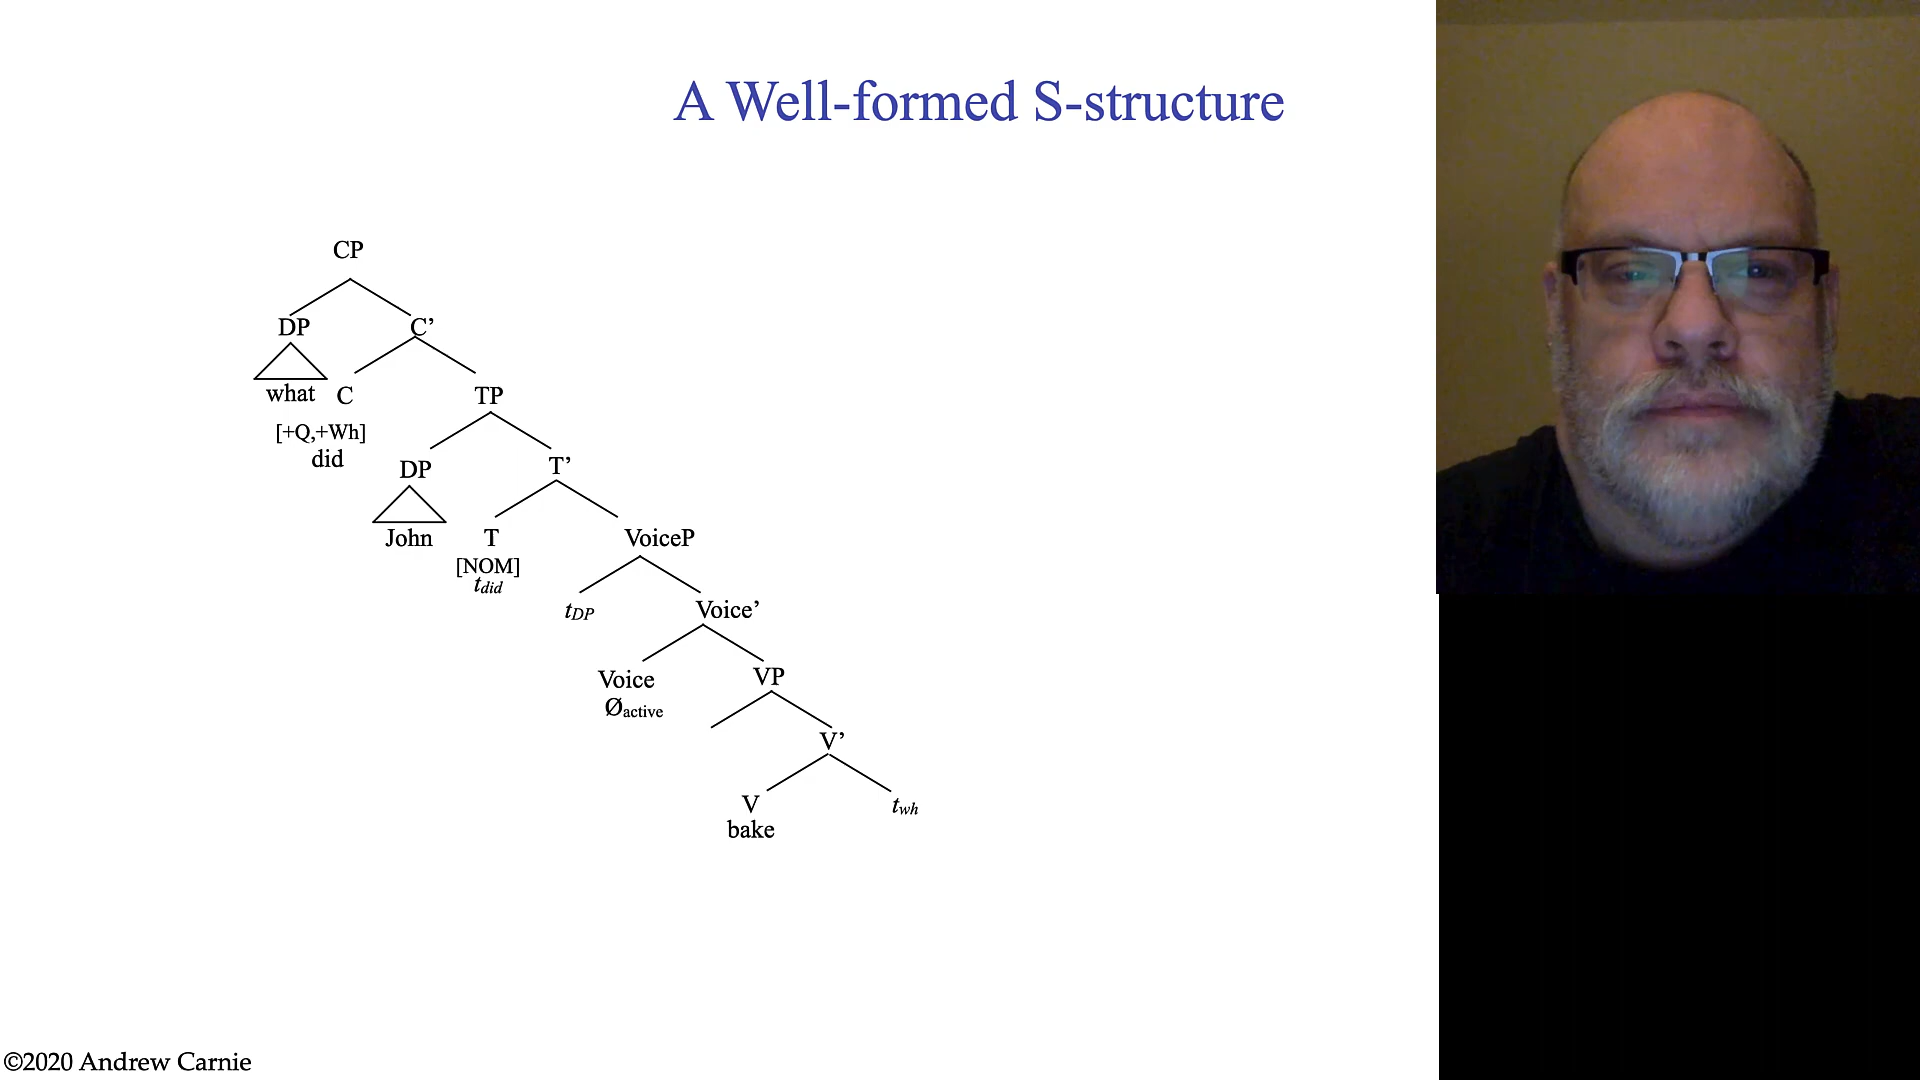 A Well-formed S-structure
CP
DP C’
what C TP
[+Q,+Wh]
did
DP T’
John T VoiceP
[NOM]
tdid
tDP Voice’
Voice VP
Øactive
V’
V twh
bake
©2020 Andrew Carnie